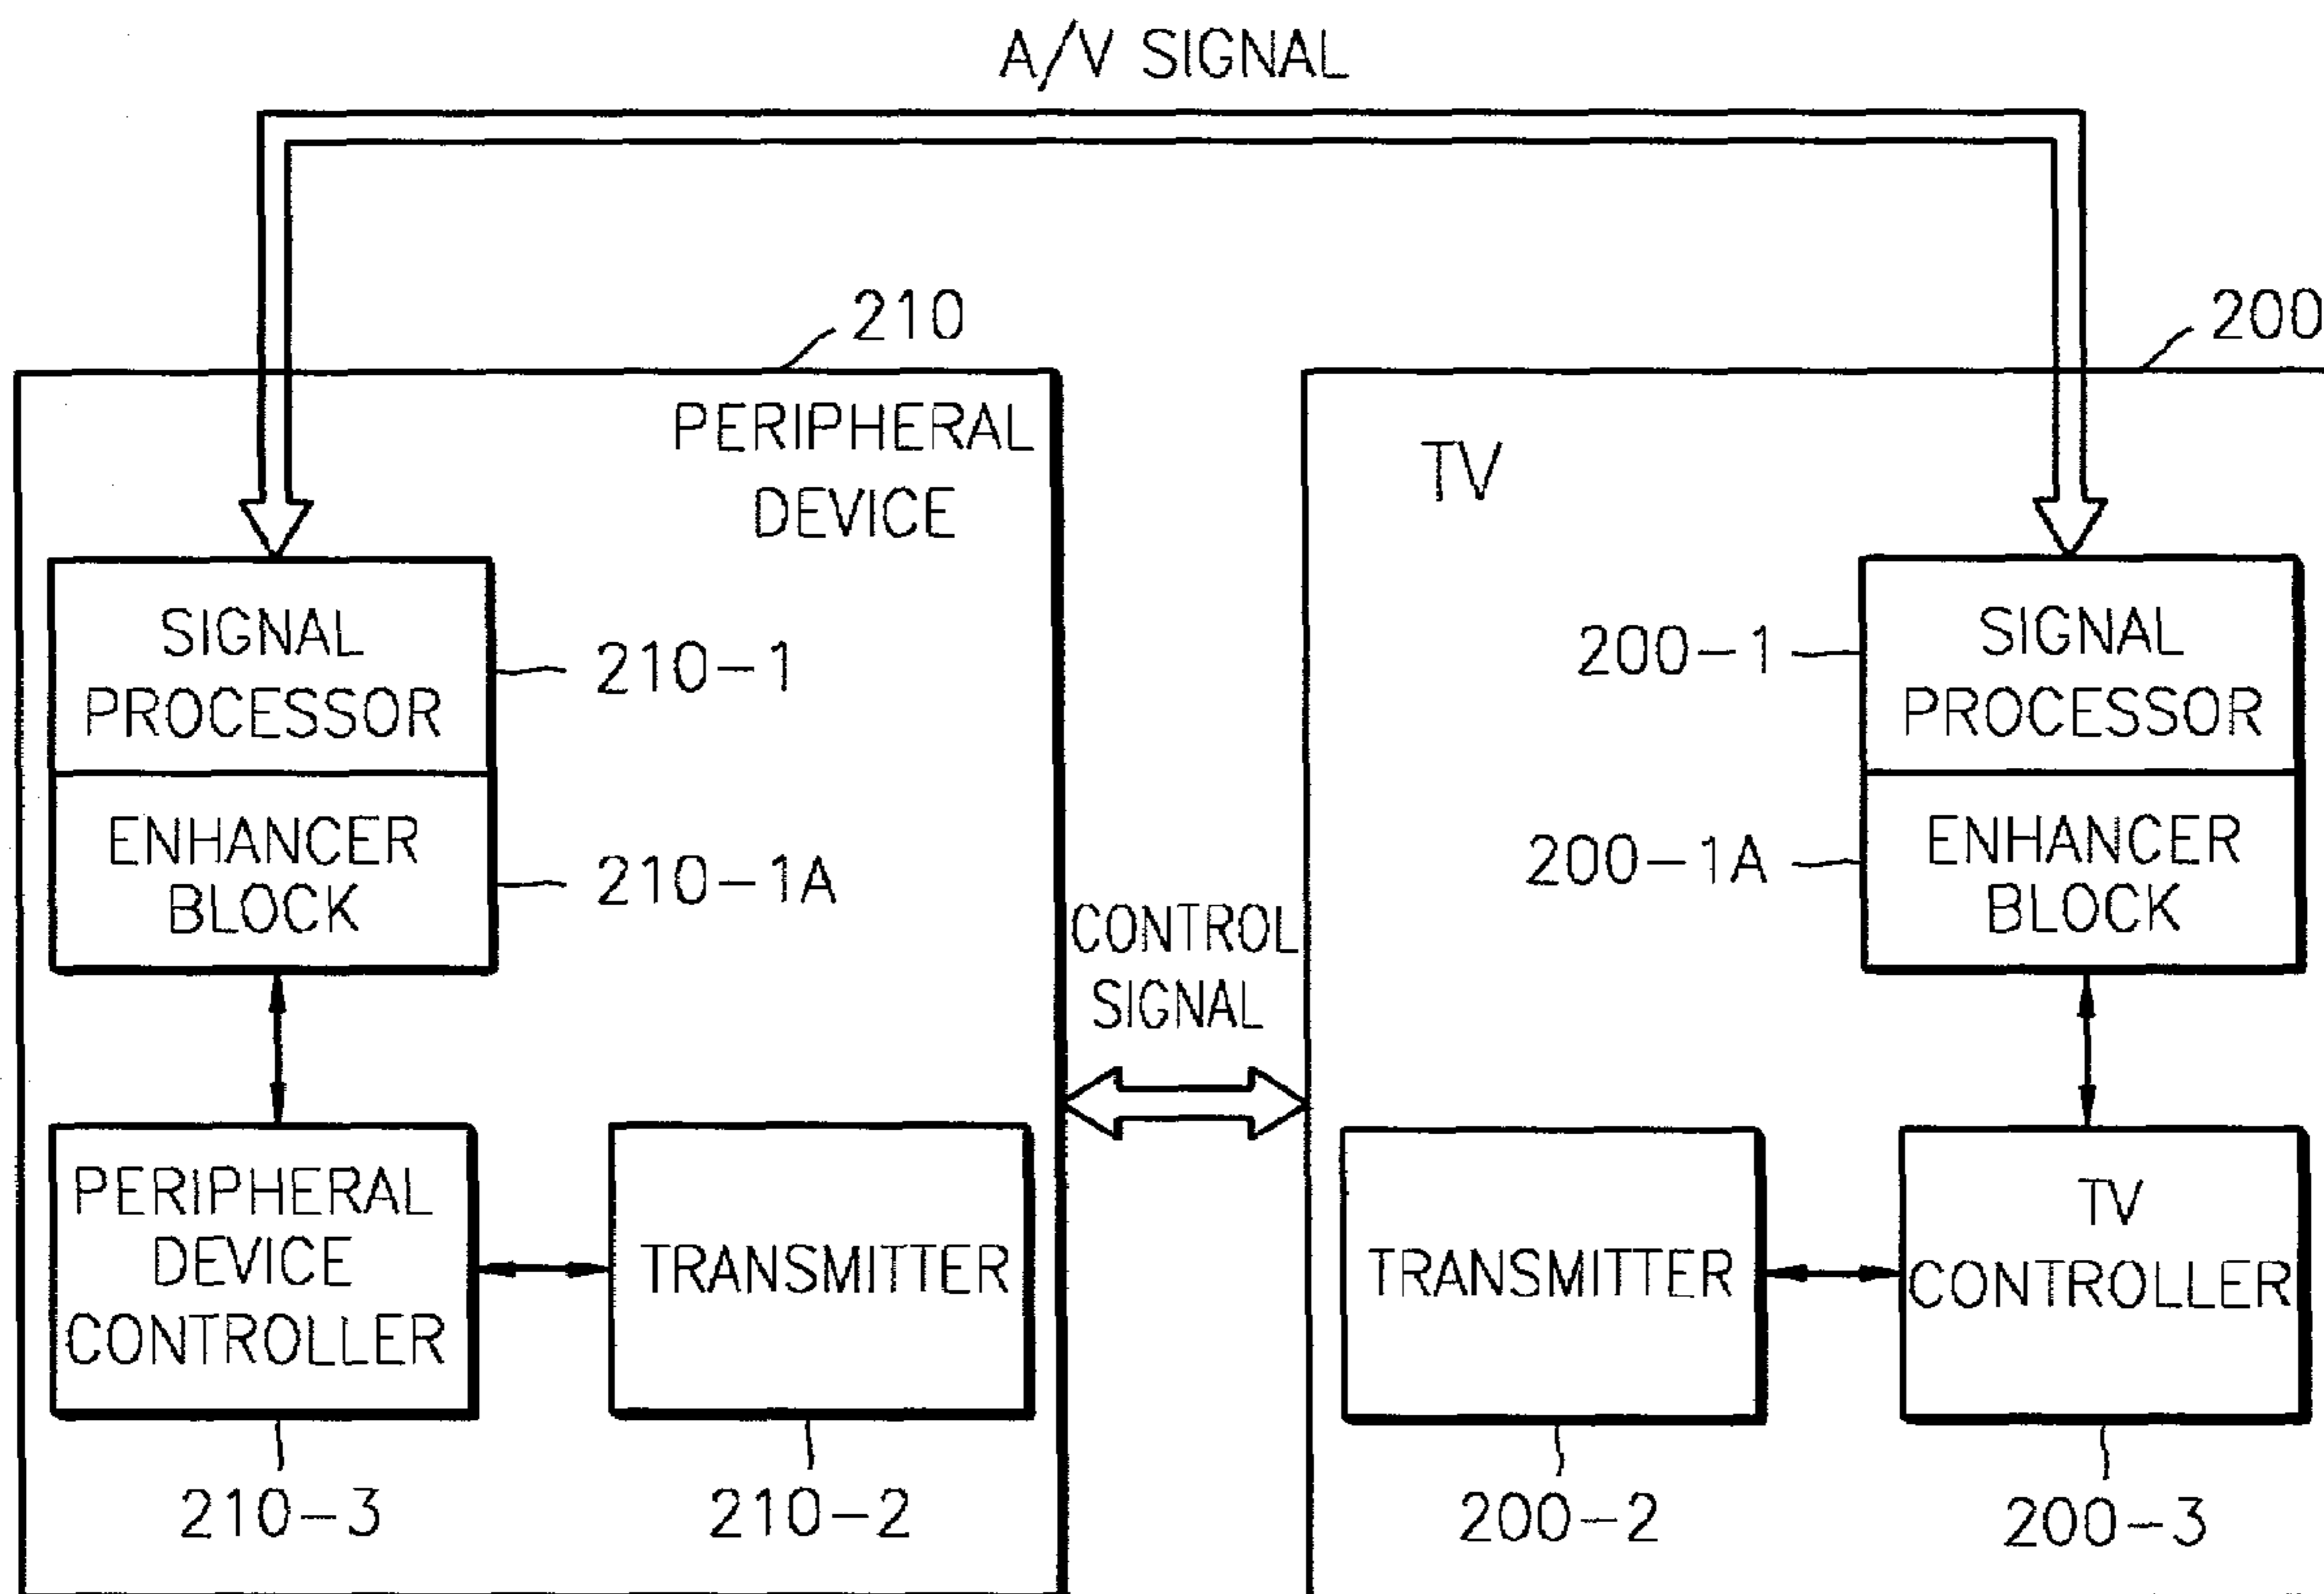 A/V SIGNAL
210
200
PERIPHERAL
DEVICE
TV
SIGNAL
PROCESSOR
210-1
ENHANCER
BLOCK
210-1A
200-1
SIGNAL
PROCESSOR
200-1A
ENHANCER
BLOCK
CONTROL
SIGNAL
PERIPHERAL
DEVICE
CONTROLLER
TRANSMITTER
TRANSMITTER
TV
CONTROLLER
210-3
210-2
200-2
200-3